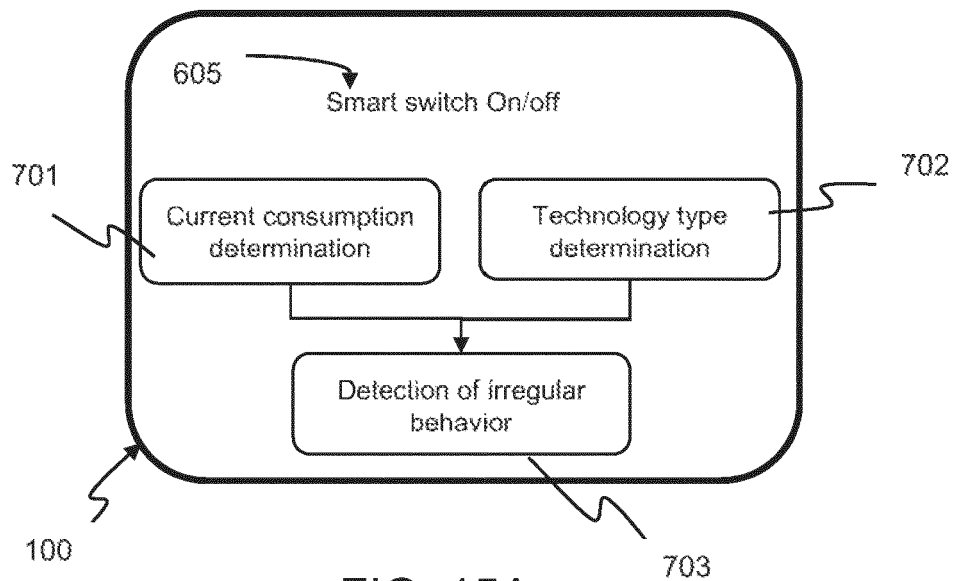 605
Smart switch On/off
701
702
Current consumption
determination
Technology type
determination
Detection of irregular
behavior
100
703